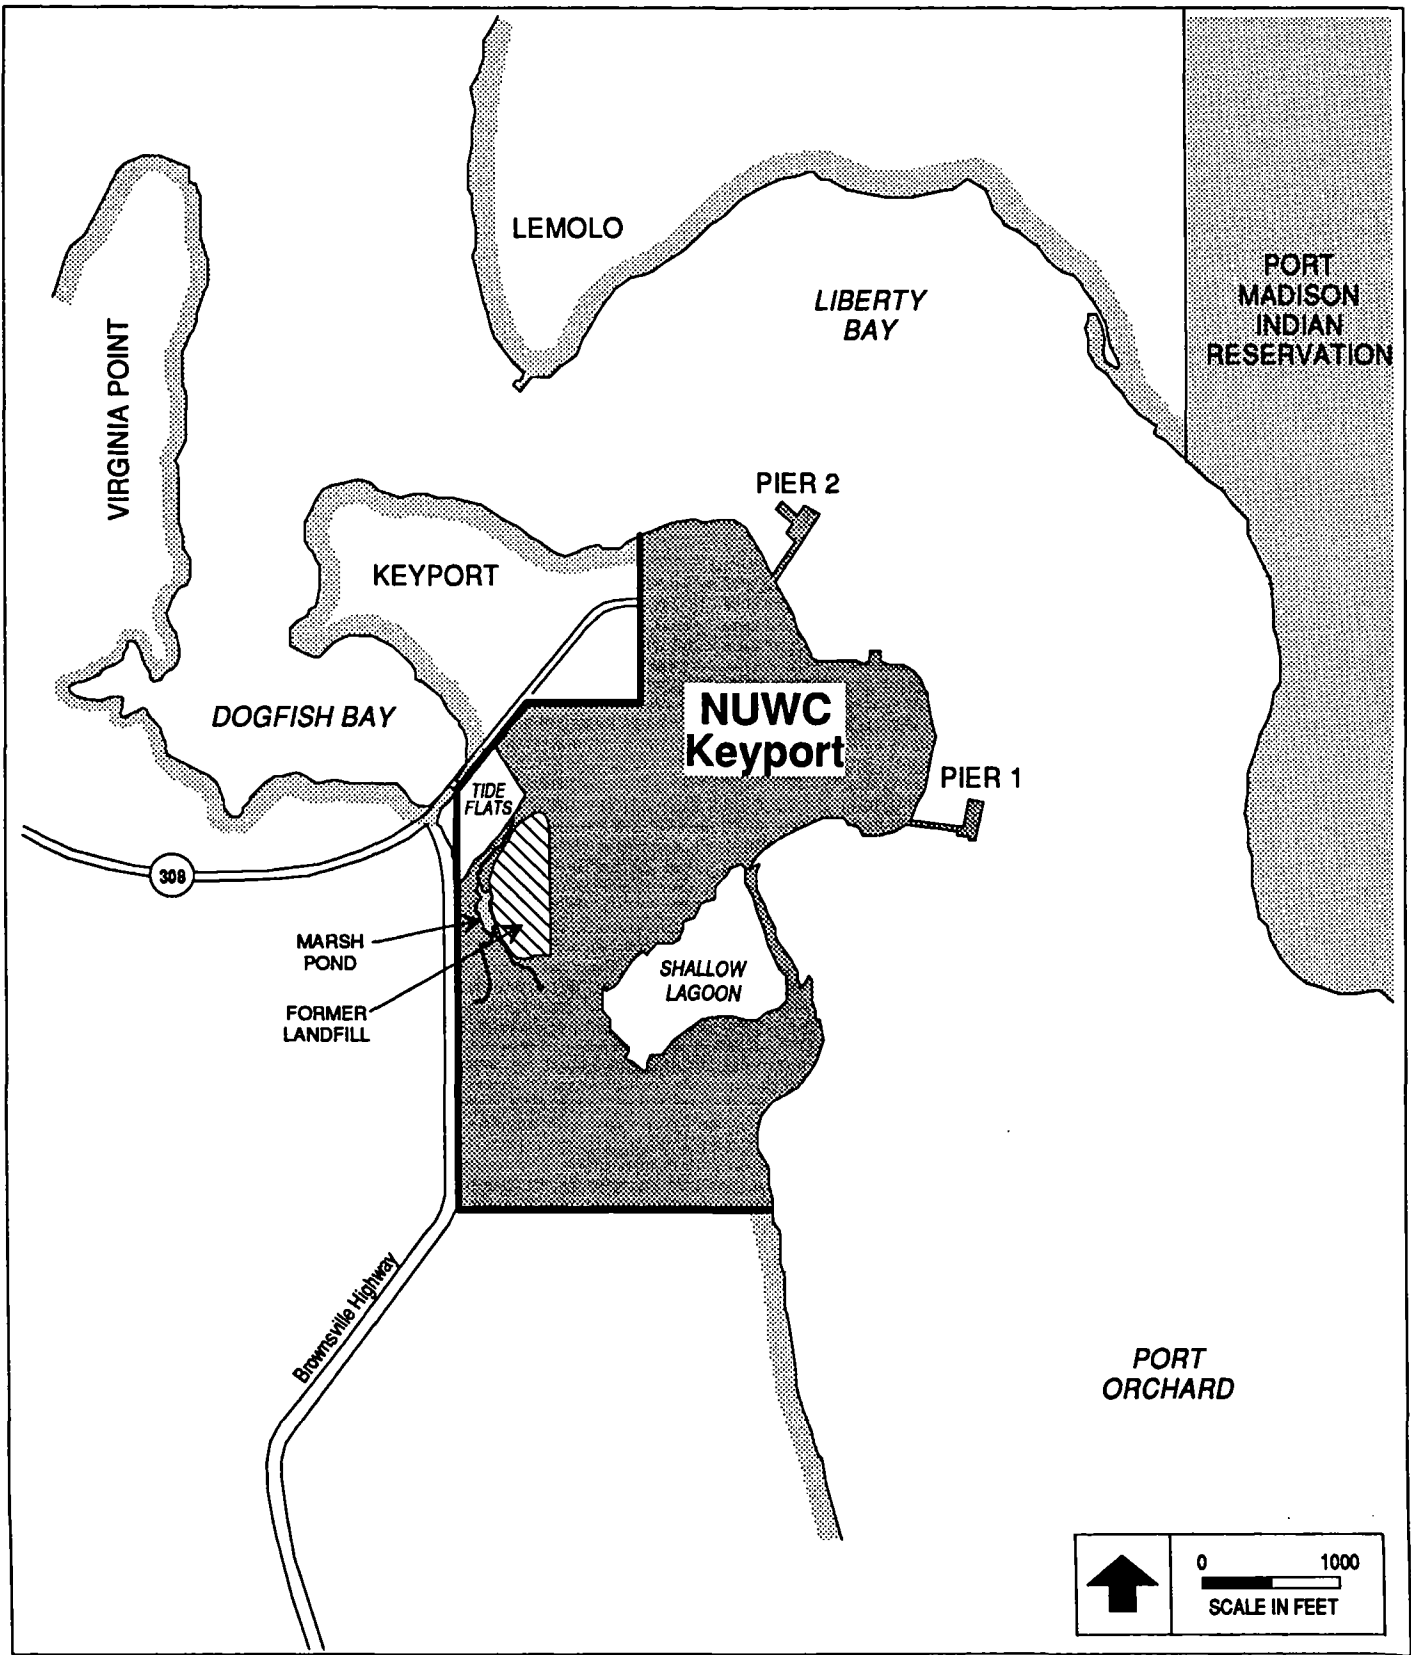 LEMOLO
PORT
MADISON
INDIAN
RESERVATION
LIBERTY
BAY
VIRGINIA POINT
PIER 2
KEYPORT
NUWC
Keyport
DOGFISH BAY
PIER 1
TIDE
FLATS
308
MARSH
POND
SHALLOW
LAGOON
FORMER
LANDFILL
Brownsville Highway
PORT
ORCHARD
0 1000
SCALE IN FEET